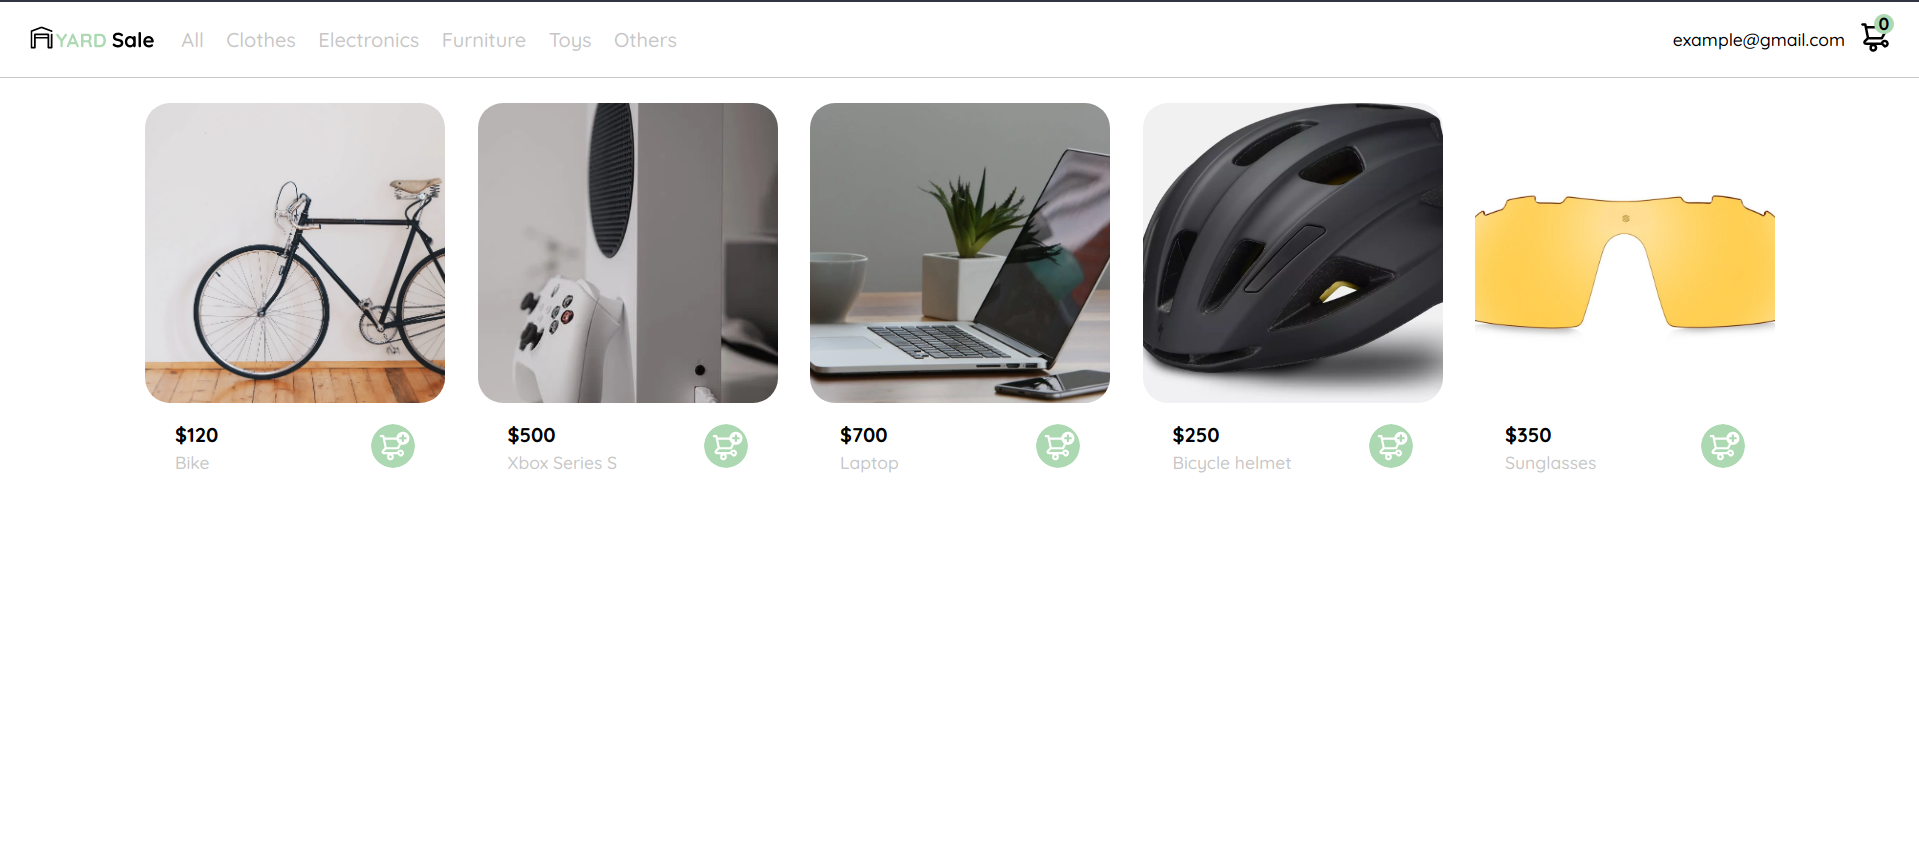 YARD Sale All Clothes Electronics Furniture Toys Others example@gmail.com 0
$120
Bike
$500
Xbox Series S
$700
Laptop
$250
Bicycle helmet
$350
Sunglasses